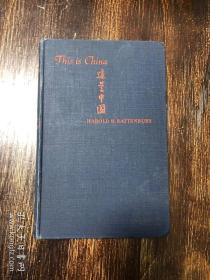 This is China
這是中國
HAROLD B. RATTENBURY